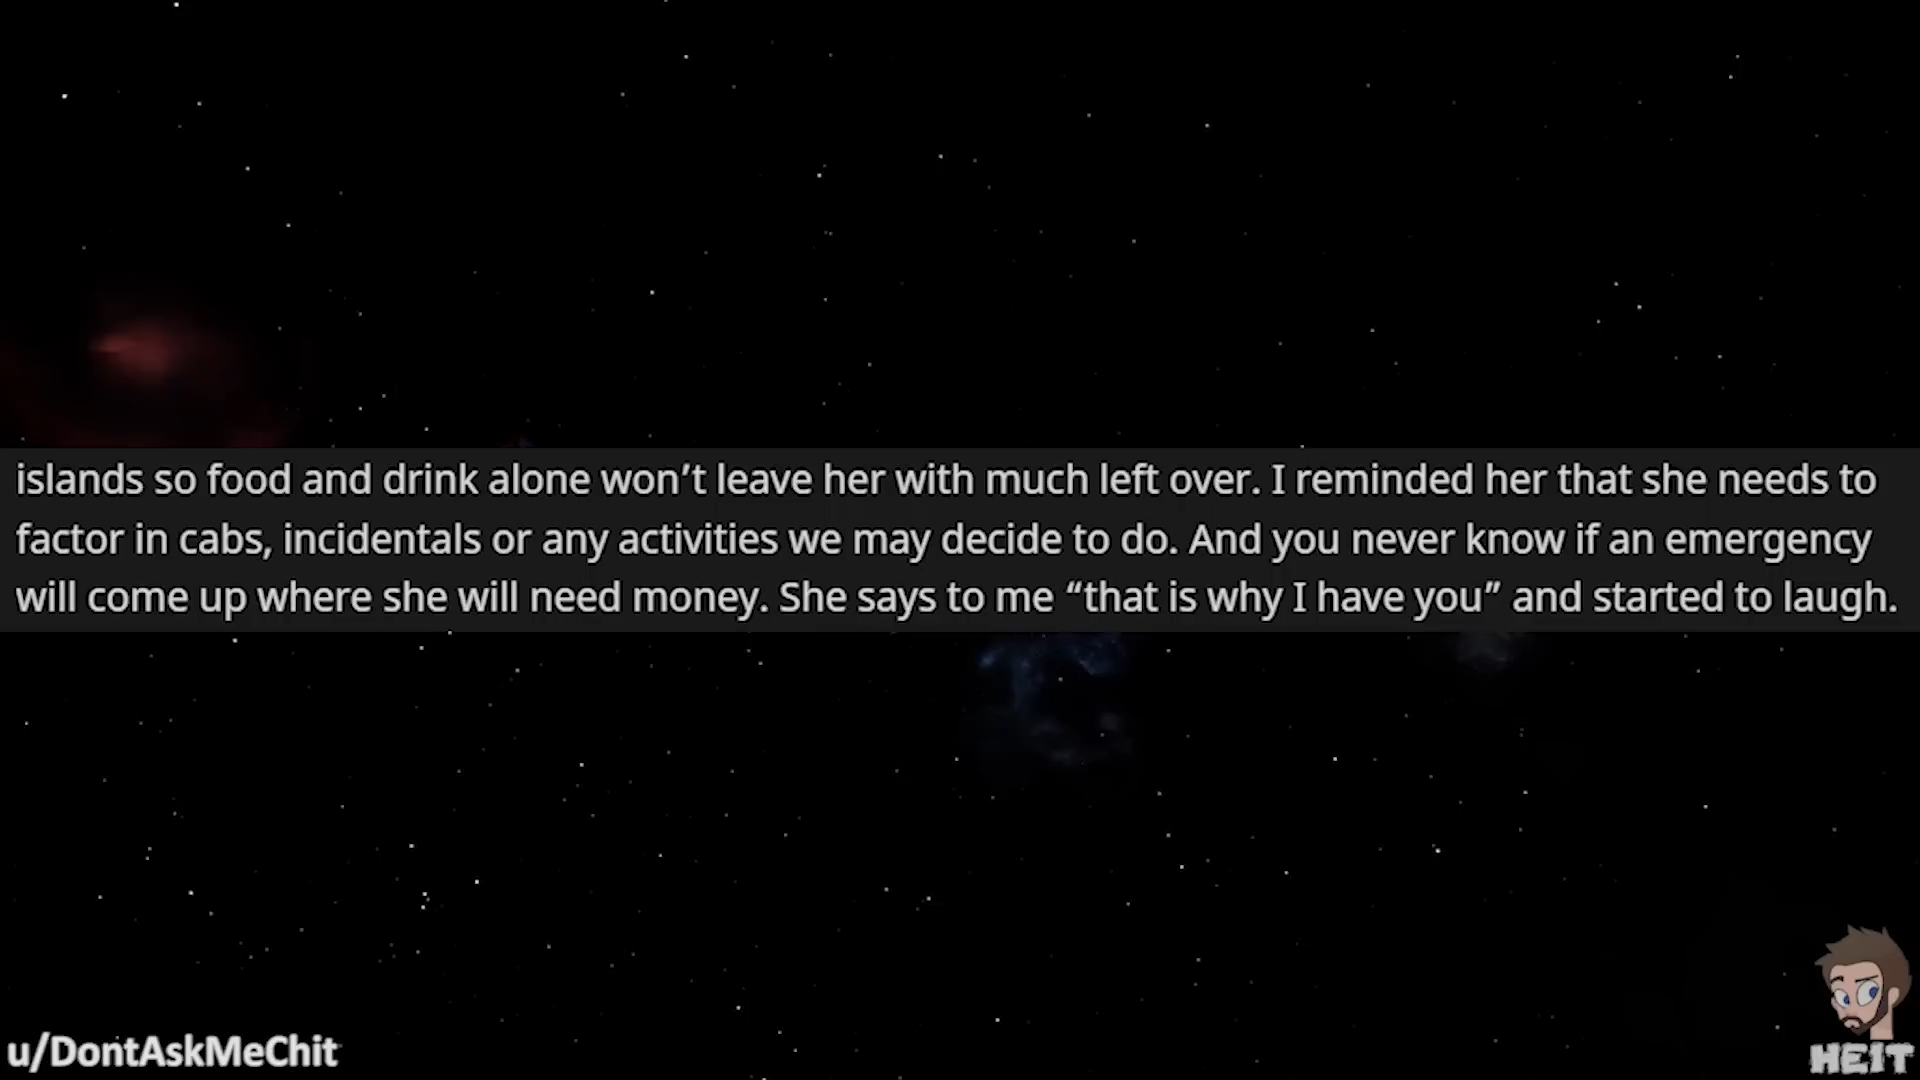 islands so food and drink alone won’t leave her with much left over. I reminded her that she needs to
factor in cabs, incidentals or any activities we may decide to do. And you never know if an emergency
will come up where she will need money. She says to me “that is why I have you” and started to laugh.
u/DontAskMeChit
HEIT